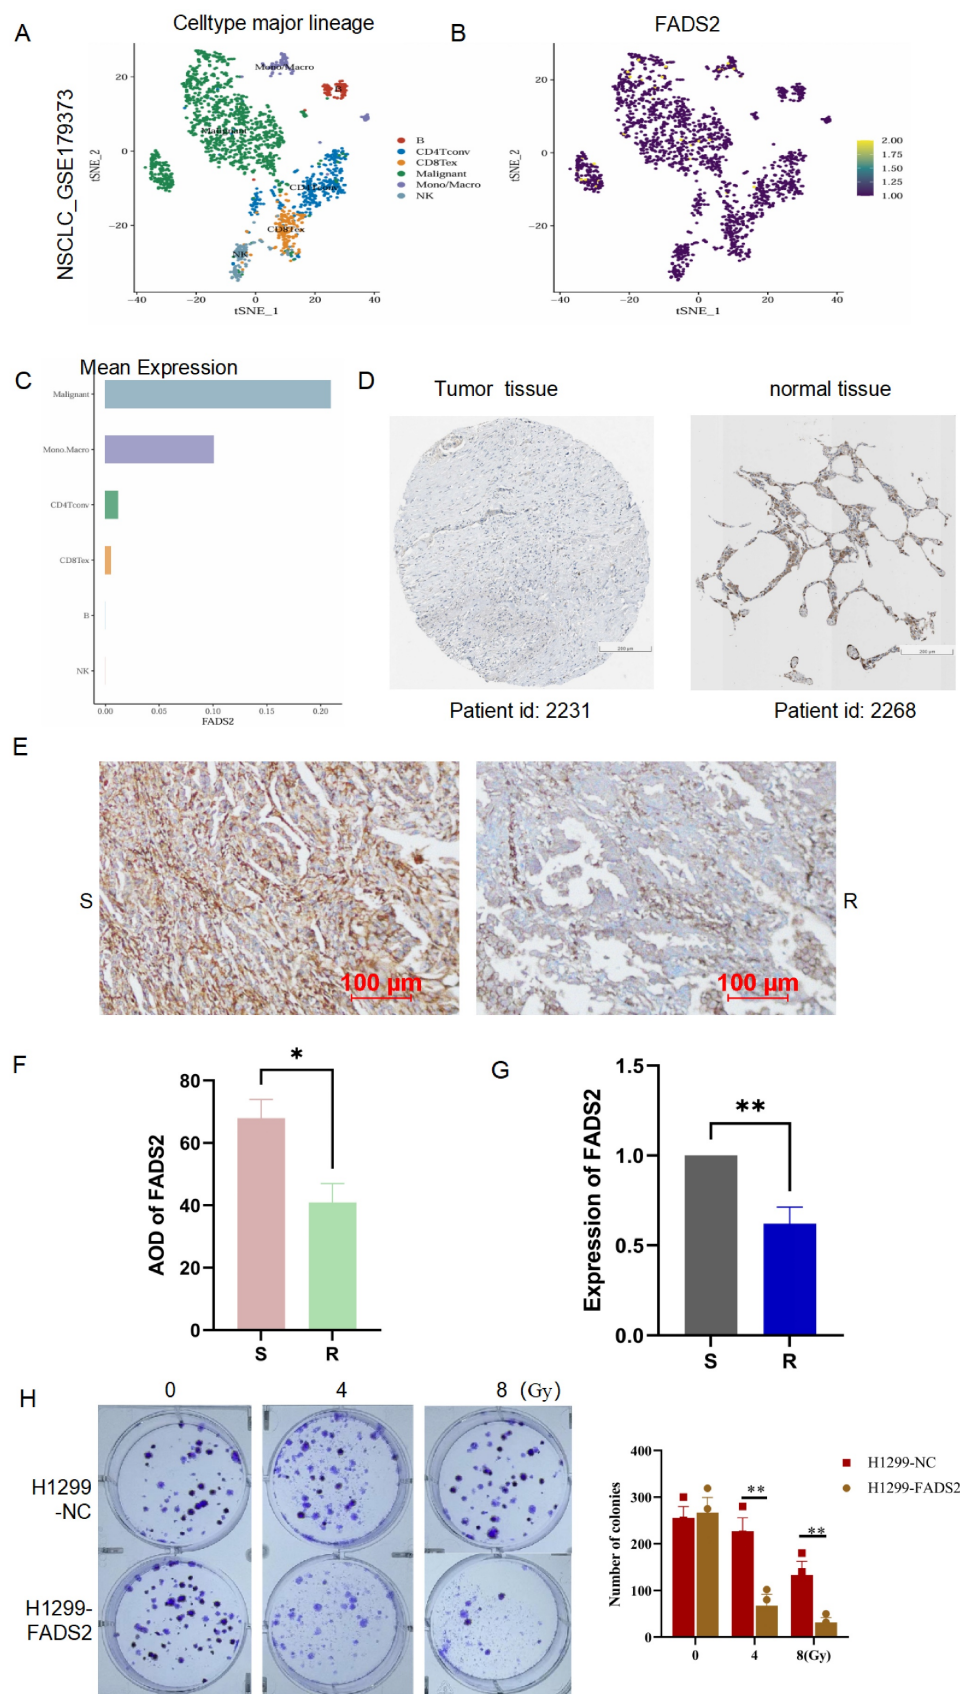 A
Celltype major lineage
B
FADS2
NSCLC_GSE179373
tSNE_2
20
0
−20
−40
−20
0
20
40
tSNE_1
Mono/Macro
B
Malignant
CD4Tconv
CD8Tex
NK
B
CD4Tconv
CD8Tex
Malignant
Mono/Macro
NK
tSNE_2
20
0
−20
−40
−20
0
20
40
tSNE_1
2.00
1.75
1.50
1.25
1.00
C
Mean Expression
Malignant
Mono.Macro
CD4Tconv
CD8Tex
B
NK
0.00
0.05
0.10
0.15
0.20
FADS2
D
Tumor tissue
normal tissue
200 μm
200 μm
Patient id: 2231
Patient id: 2268
E
S
100 μm
100 μm
R
F
AOD of FADS2
80
60
40
20
0
*
S
R
G
Expression of FADS2
1.5
1.0
0.5
0.0
**
S
R
H
0
4
8 (Gy)
H1299
-NC
H1299-
FADS2
Number of colonies
400
300
200
100
0
**
**
0
4
8(Gy)
H1299-NC
H1299-FADS2